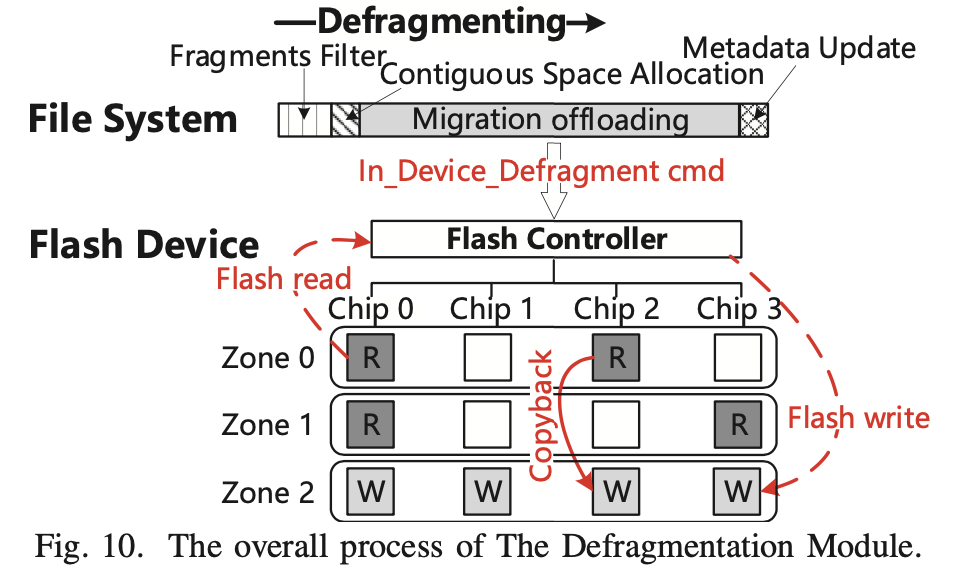 Defragmenting
Fragments Filter
Metadata Update
Contiguous Space Allocation
File System
Migration offloading
In_Device_Defragment cmd
Flash Device
Flash Controller
Flash read
Chip 0 Chip 1 Chip 2 Chip 3
Zone 0 R R
Copyback
Zone 1 R R
Flash write
Zone 2 W W W W
Fig. 10. The overall process of The Defragmentation Module.